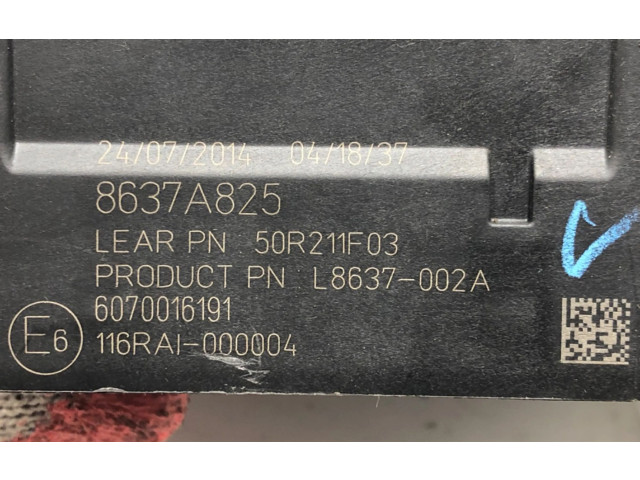 24/07/2014 04/18/37
8637A825
LEAR PN 50R211F03
PRODUCT PN L8637-002A
6070016191
E6 116RAI-000004